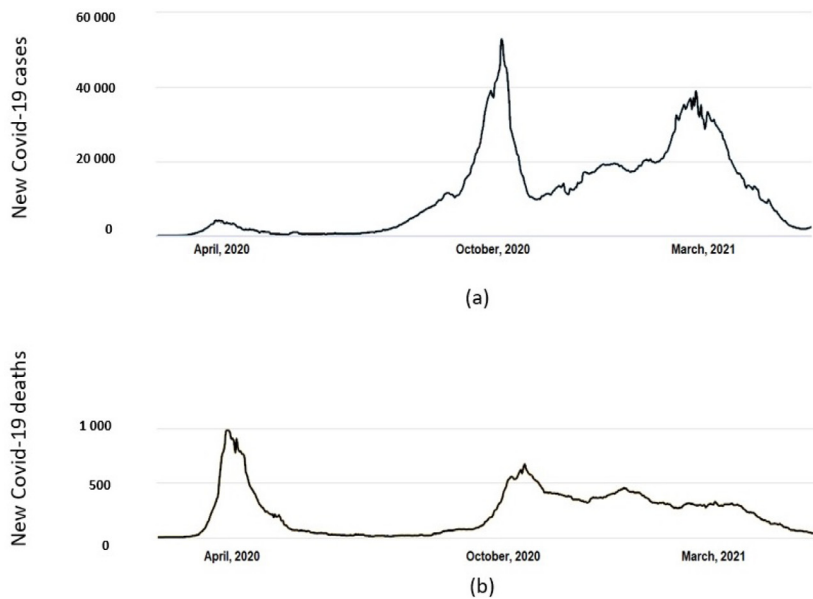 New Covid-19 cases
60 000
40 000
20 000
0
April, 2020 October, 2020 March, 2021
(a)
New Covid-19 deaths
1 000
500
0
April, 2020 October, 2020 March, 2021
(b)